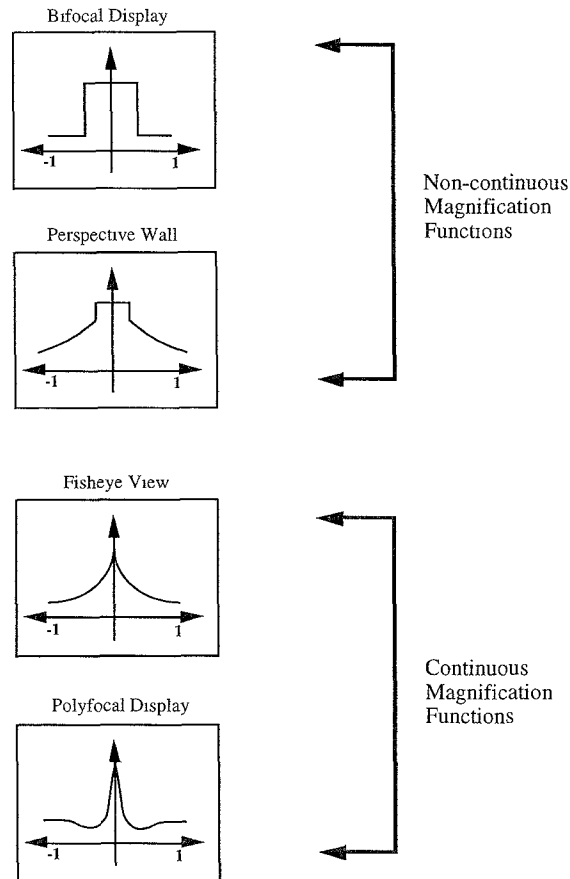 Bifocal Display
-1 1
Non-continuous
Magnification
Functions
Perspective Wall
-1 1
Fisheye View
-1 1
Continuous
Magnification
Functions
Polyfocal Display
-1 1